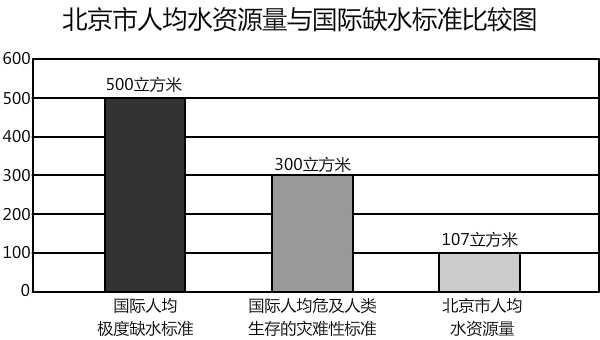 北京市人均水资源量与国际缺水标准比较图
600
500立方米
500
400
300立方米
300
200
107立方米
100
0
国际人均
极度缺水标准
国际人均危及人类
生存的灾难性标准
北京市人均
水资源量